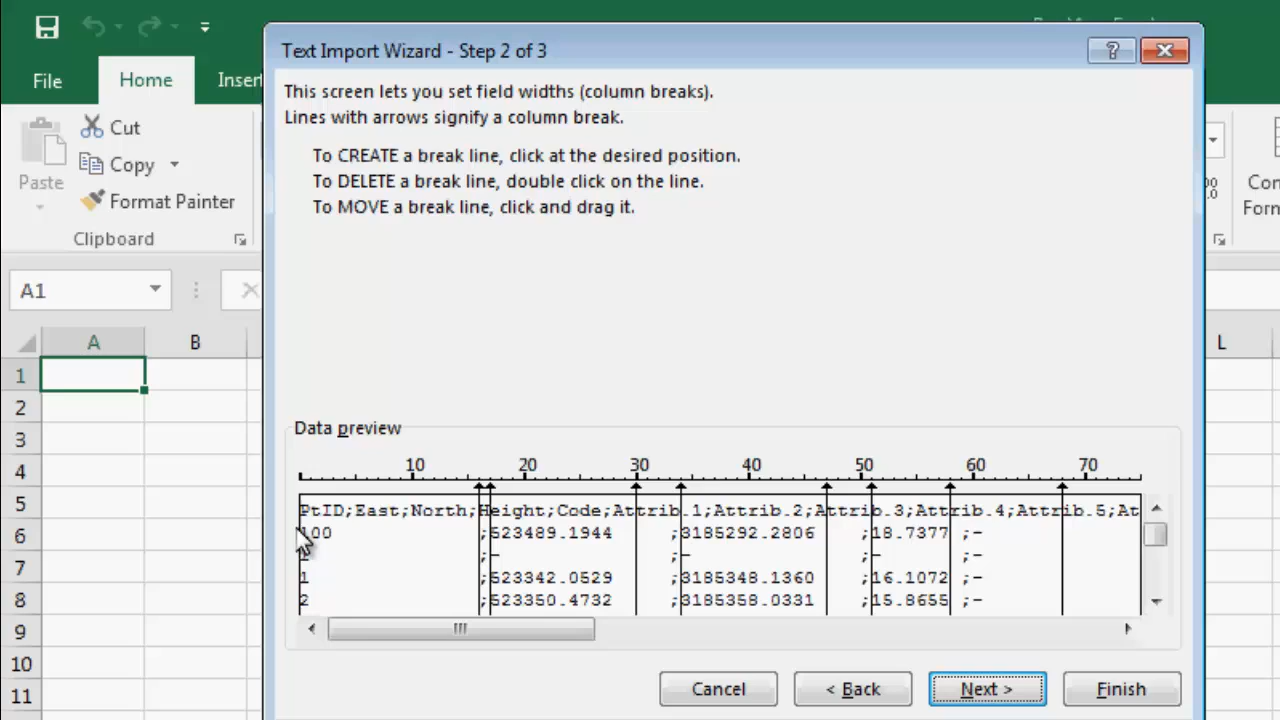 Text Import Wizard - Step 2 of 3
?
File
Home
Insert
This screen lets you set field widths (column breaks).
Lines with arrows signify a column break.
To CREATE a break line, click at the desired position.
To DELETE a break line, double click on the line.
To MOVE a break line, click and drag it.
Cut
Copy
Paste
Format Painter
Clipboard
A1
A B L
1
2
3
4
5
6
7
8
9
10
11
Data preview
10 20 30 40 50 60 70
PtID;East;North;Height;Code;Attrib.1;Attrib.2;Attrib.3;Attrib.4;Attrib.5;At
100 ;523489.1944 ;3185292.2806 ;18.7377 ;-
;- ;- ;- ;-
1 ;523342.0529 ;3185348.1360 ;16.1072 ;-
2 ;523350.4732 ;3185358.0331 ;15.8655 ;-
Cancel
< Back
Next >
Finish